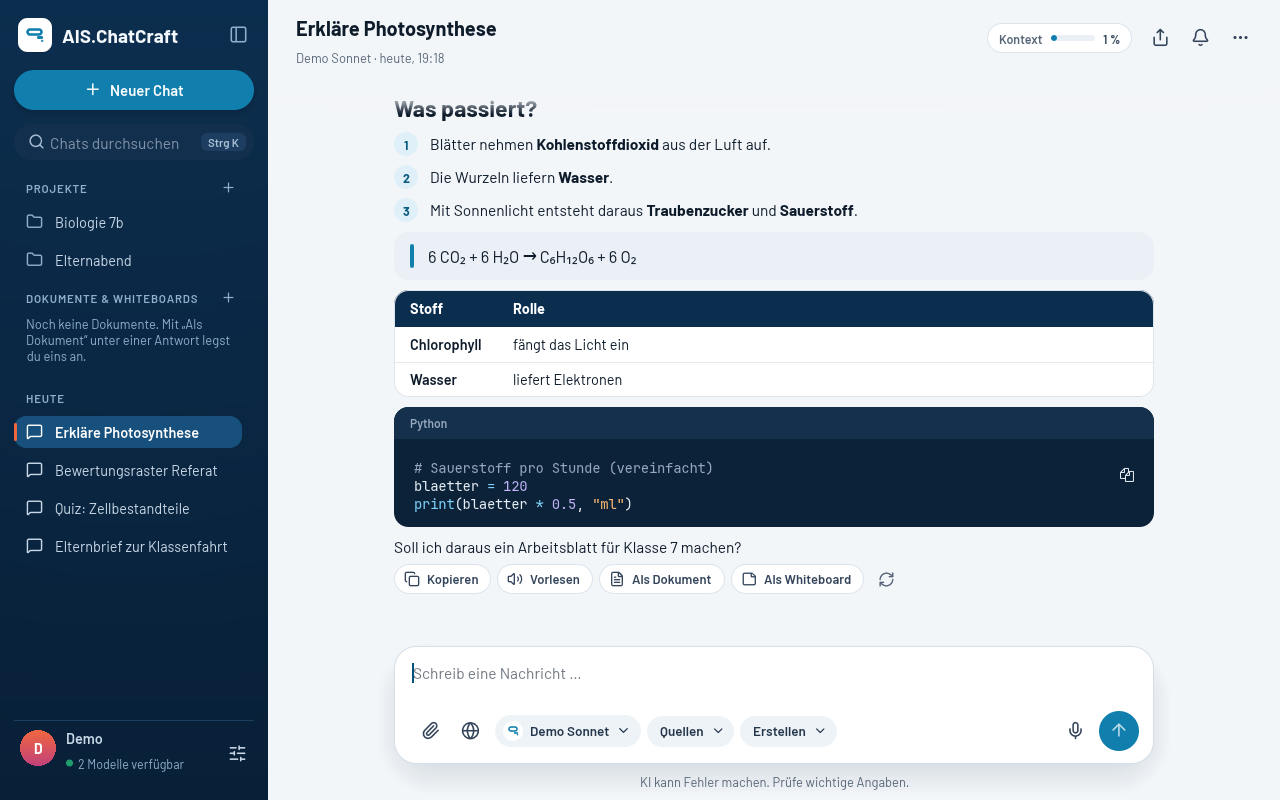 AIS.ChatCraft
Neuer Chat
Chats durchsuchen
Strg K
PROJEKTE
Biologie 7b
Elternabend
DOKUMENTE & WHITEBOARDS
Noch keine Dokumente. Mit „Als
Dokument“ unter einer Antwort legst
du eins an.
HEUTE
Erkläre Photosynthese
Bewertungsraster Referat
Quiz: Zellbestandteile
Elternbrief zur Klassenfahrt
D
Demo
2 Modelle verfügbar
Erkläre Photosynthese
Demo Sonnet · heute, 19:18
Kontext 1 %
Was passiert?
1 Blätter nehmen Kohlenstoffdioxid aus der Luft auf.
2 Die Wurzeln liefern Wasser.
3 Mit Sonnenlicht entsteht daraus Traubenzucker und Sauerstoff.
6 CO₂ + 6 H₂O → C₆H₁₂O₆ + 6 O₂
Stoff Rolle
Chlorophyll fängt das Licht ein
Wasser liefert Elektronen
Python
# Sauerstoff pro Stunde (vereinfacht)
blaetter = 120
print(blaetter * 0.5, "ml")
Soll ich daraus ein Arbeitsblatt für Klasse 7 machen?
Kopieren Vorlesen Als Dokument Als Whiteboard
Schreib eine Nachricht ...
Demo Sonnet Quellen Erstellen
KI kann Fehler machen. Prüfe wichtige Angaben.